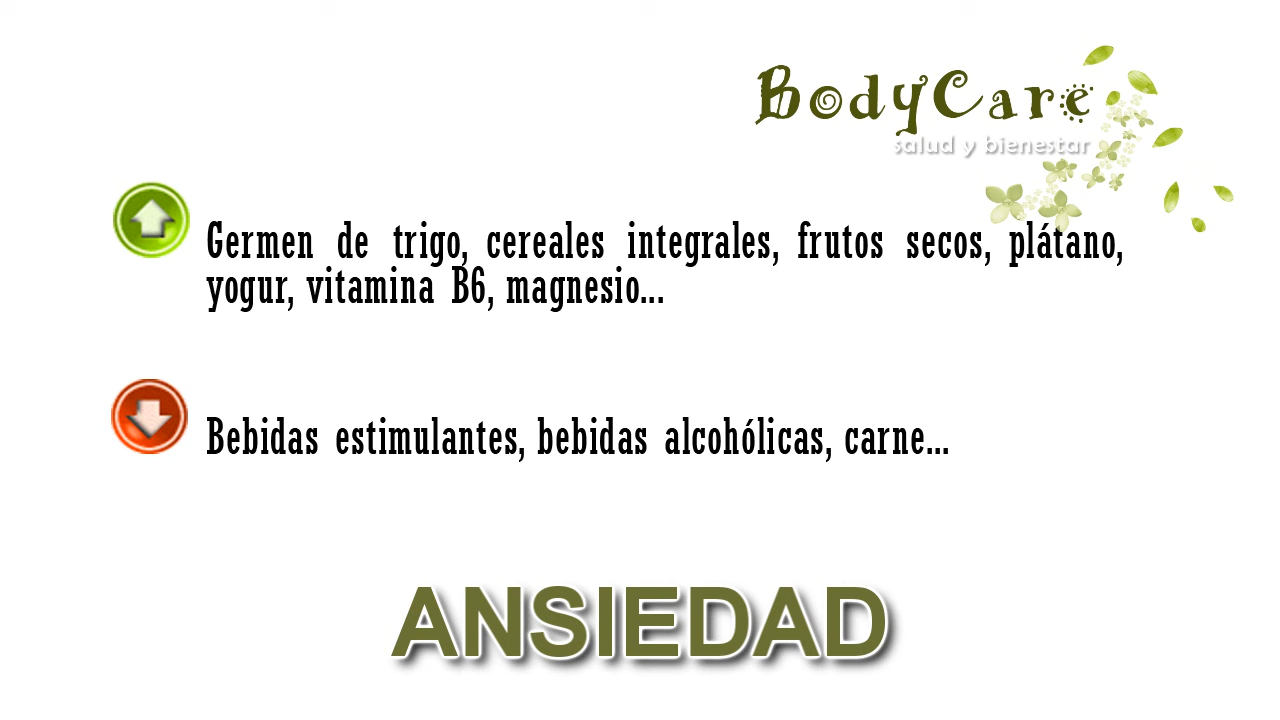 BodyCare
salud y bienestar
Germen de trigo, cereales integrales, frutos secos, plátano,
yogur, vitamina B6, magnesio...
Bebidas estimulantes, bebidas alcohólicas, carne...
ANSIEDAD